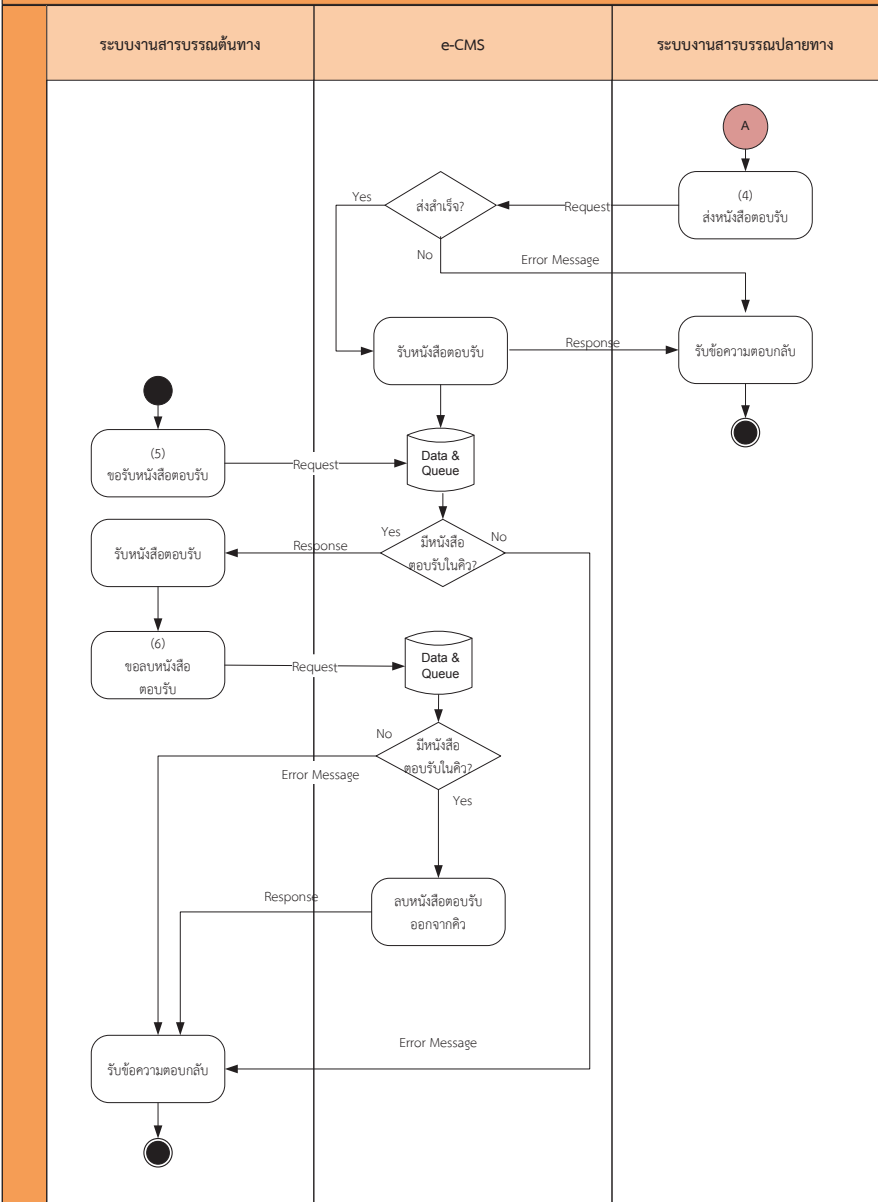 ระบบงานสารบรรณต้นทาง
e-CMS
ระบบงานสารบรรณปลายทาง
A
(4)
ส่งหนังสือตอบรับ
Request
ส่งสำเร็จ?
Yes
No
Error Message
รับหนังสือตอบรับ
Response
รับข้อความตอบกลับ
(5)
ขอรับหนังสือตอบรับ
Request
Data &
Queue
มีหนังสือ
ตอบรับในคิว?
Yes
No
Response
รับหนังสือตอบรับ
(6)
ขอลบหนังสือ
ตอบรับ
Request
Data &
Queue
มีหนังสือ
ตอบรับในคิว?
No
Error Message
Yes
ลบหนังสือตอบรับ
ออกจากคิว
Response
Error Message
รับข้อความตอบกลับ